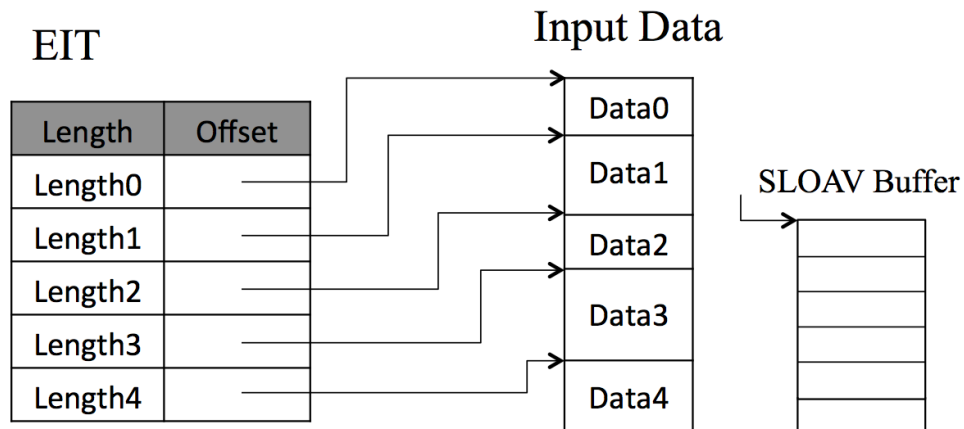 EIT
Input Data
Length Offset
Length0
Length1
Length2
Length3
Length4
Data0
Data1
Data2
Data3
Data4
SLOAV Buffer